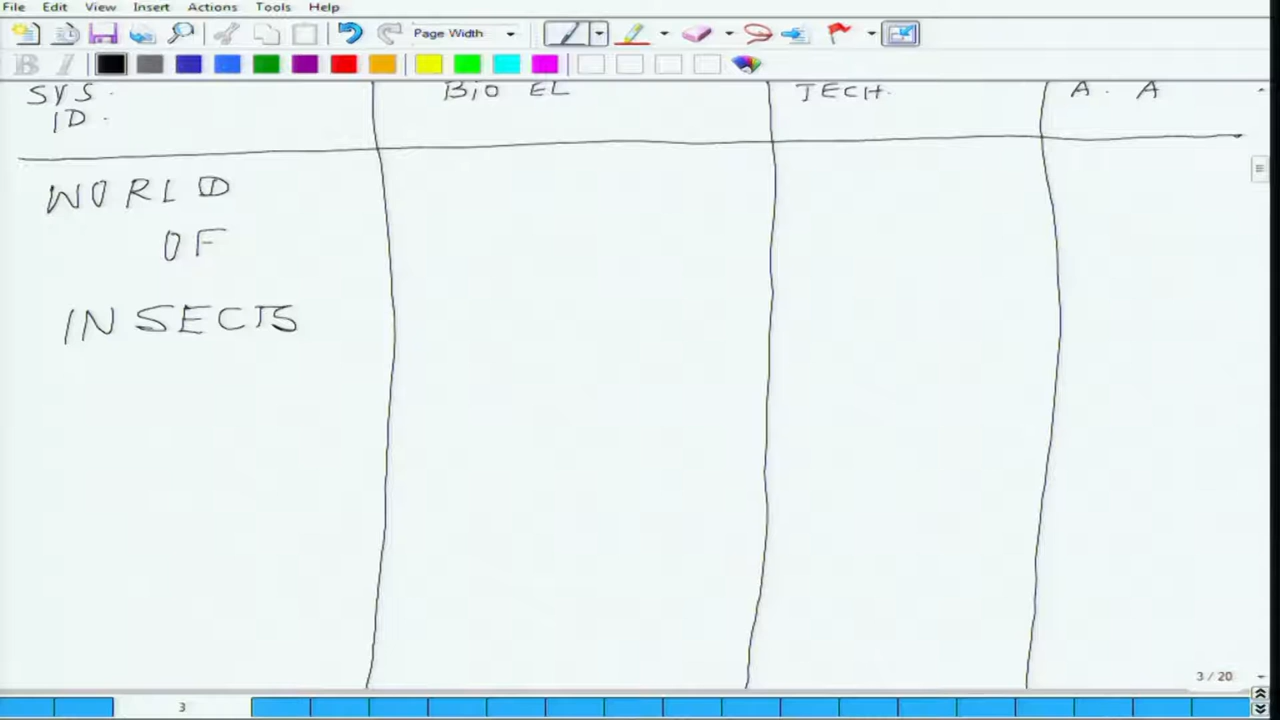 File Edit View Insert Actions Tools Help
Page Width
B I
SYS. BIO EL TECH. A. A
ID.
WORLD
OF
INSECTS
3 / 20
3